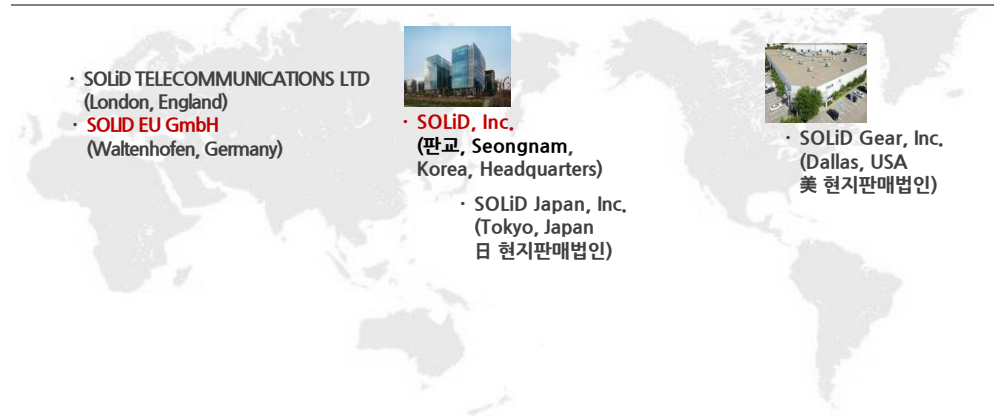 · SOLiD TELECOMMUNICATIONS LTD
(London, England)
· SOLID EU GmbH
(Waltenhofen, Germany)
· SOLiD, Inc.
(판교, Seongnam,
Korea, Headquarters)
· SOLiD Japan, Inc.
(Tokyo, Japan
日 현지판매법인)
· SOLiD Gear, Inc.
(Dallas, USA
美 현지판매법인)